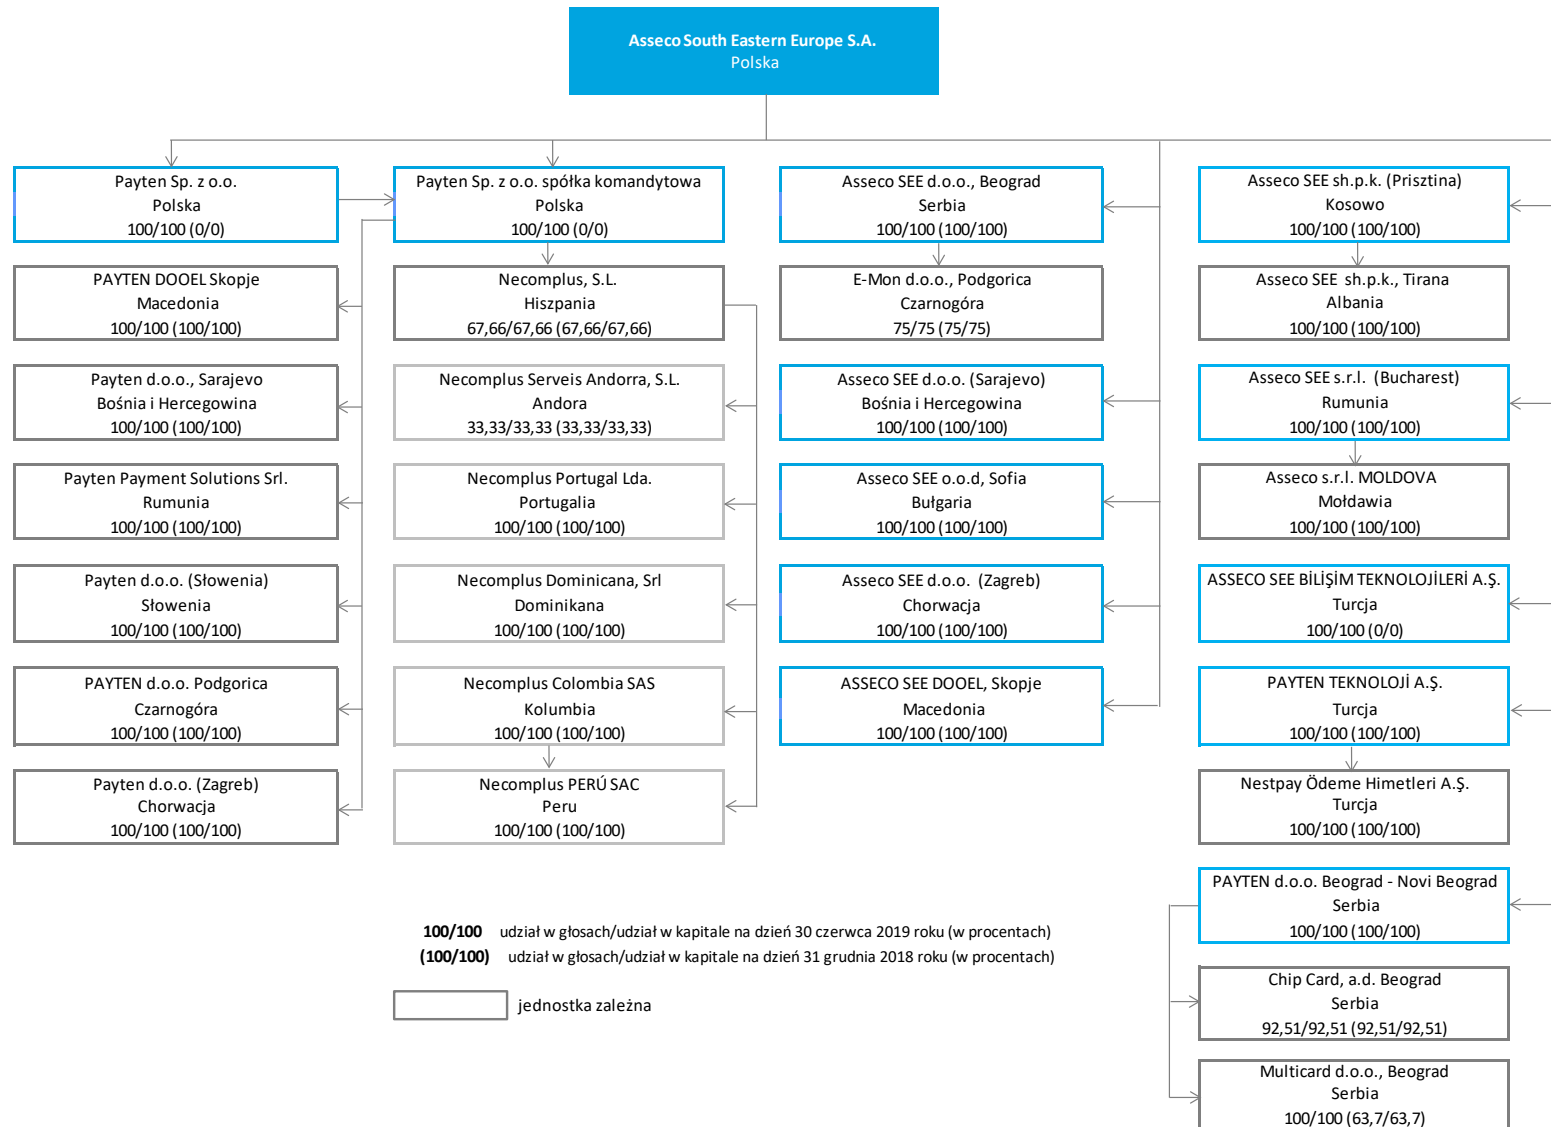 Asseco South Eastern Europe S.A.
Polska
Payten Sp. z o.o.
Polska
100/100 (0/0)
Payten Sp. z o.o. spółka komandytowa
Polska
100/100 (0/0)
Asseco SEE d.o.o., Beograd
Serbia
100/100 (100/100)
Asseco SEE sh.p.k. (Prisztina)
Kosowo
100/100 (100/100)
PAYTEN DOOEL Skopje
Macedonia
100/100 (100/100)
Necomplus, S.L.
Hiszpania
67,66/67,66 (67,66/67,66)
E-Mon d.o.o., Podgorica
Czarnogóra
75/75 (75/75)
Asseco SEE sh.p.k., Tirana
Albania
100/100 (100/100)
Payten d.o.o., Sarajevo
Bośnia i Hercegowina
100/100 (100/100)
Necomplus Serveis Andorra, S.L.
Andora
33,33/33,33 (33,33/33,33)
Asseco SEE d.o.o. (Sarajevo)
Bośnia i Hercegowina
100/100 (100/100)
Asseco SEE s.r.l. (Bucharest)
Rumunia
100/100 (100/100)
Payten Payment Solutions Srl.
Rumunia
100/100 (100/100)
Necomplus Portugal Lda.
Portugalia
100/100 (100/100)
Asseco SEE o.o.d, Sofia
Bułgaria
100/100 (100/100)
Asseco s.r.l. MOLDOVA
Mołdawia
100/100 (100/100)
Payten d.o.o. (Słowenia)
Słowenia
100/100 (100/100)
Necomplus Dominicana, Srl
Dominikana
100/100 (100/100)
Asseco SEE d.o.o. (Zagreb)
Chorwacja
100/100 (100/100)
ASSECO SEE BİLİŞİM TEKNOLOJİLERİ A.Ş.
Turcja
100/100 (0/0)
PAYTEN d.o.o. Podgorica
Czarnogóra
100/100 (100/100)
Necomplus Colombia SAS
Kolumbia
100/100 (100/100)
ASSECO SEE DOOEL, Skopje
Macedonia
100/100 (100/100)
PAYTEN TEKNOLOJİ A.Ş.
Turcja
100/100 (100/100)
Payten d.o.o. (Zagreb)
Chorwacja
100/100 (100/100)
Necomplus PERÚ SAC
Peru
100/100 (100/100)
Nestpay Ödeme Himetleri A.Ş.
Turcja
100/100 (100/100)
PAYTEN d.o.o. Beograd - Novi Beograd
Serbia
100/100 (100/100)
100/100 udział w głosach/udział w kapitale na dzień 30 czerwca 2019 roku (w procentach)
(100/100) udział w głosach/udział w kapitale na dzień 31 grudnia 2018 roku (w procentach)
jednostka zależna
Chip Card, a.d. Beograd
Serbia
92,51/92,51 (92,51/92,51)
Multicard d.o.o., Beograd
Serbia
100/100 (63,7/63,7)